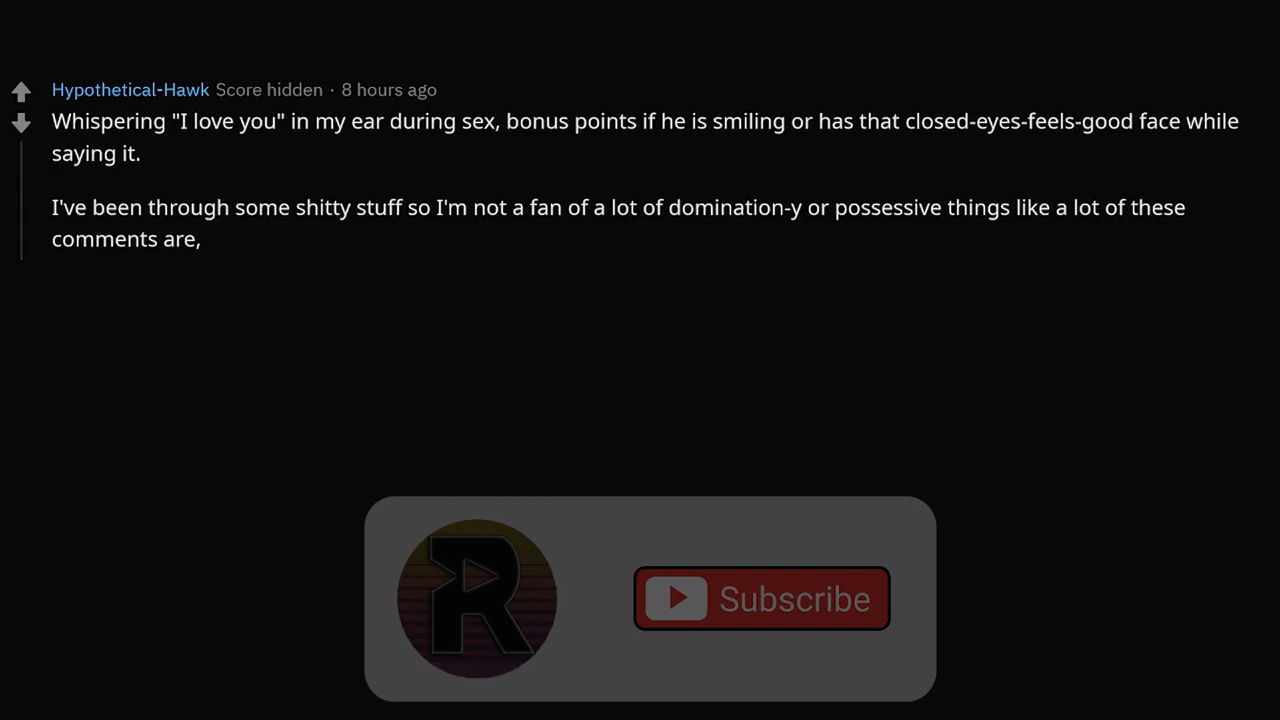 Hypothetical-Hawk Score hidden · 8 hours ago
Whispering "I love you" in my ear during sex, bonus points if he is smiling or has that closed-eyes-feels-good face while
saying it.
I've been through some shitty stuff so I'm not a fan of a lot of domination-y or possessive things like a lot of these
comments are,
R
Subscribe